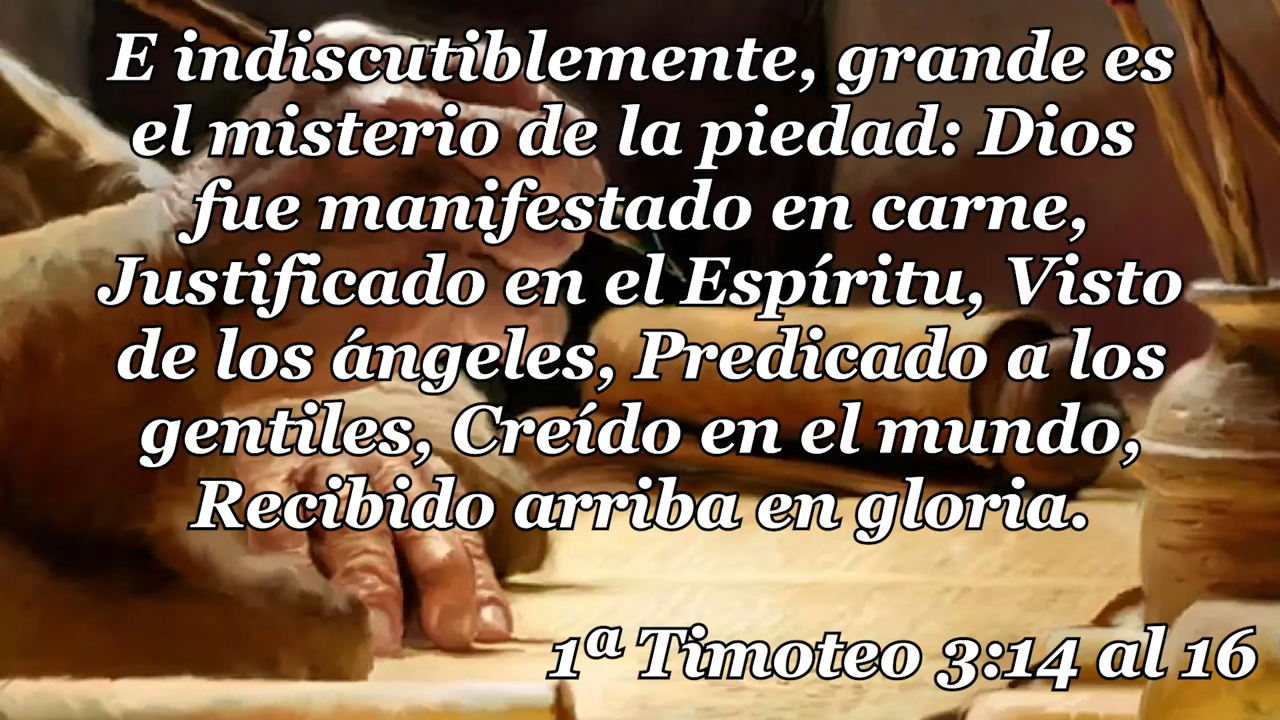 E indiscutiblemente, grande es
el misterio de la piedad: Dios
fue manifestado en carne,
Justificado en el Espíritu, Visto
de los ángeles, Predicado a los
gentiles, Creído en el mundo,
Recibido arriba en gloria.
1ª Timoteo 3:14 al 16